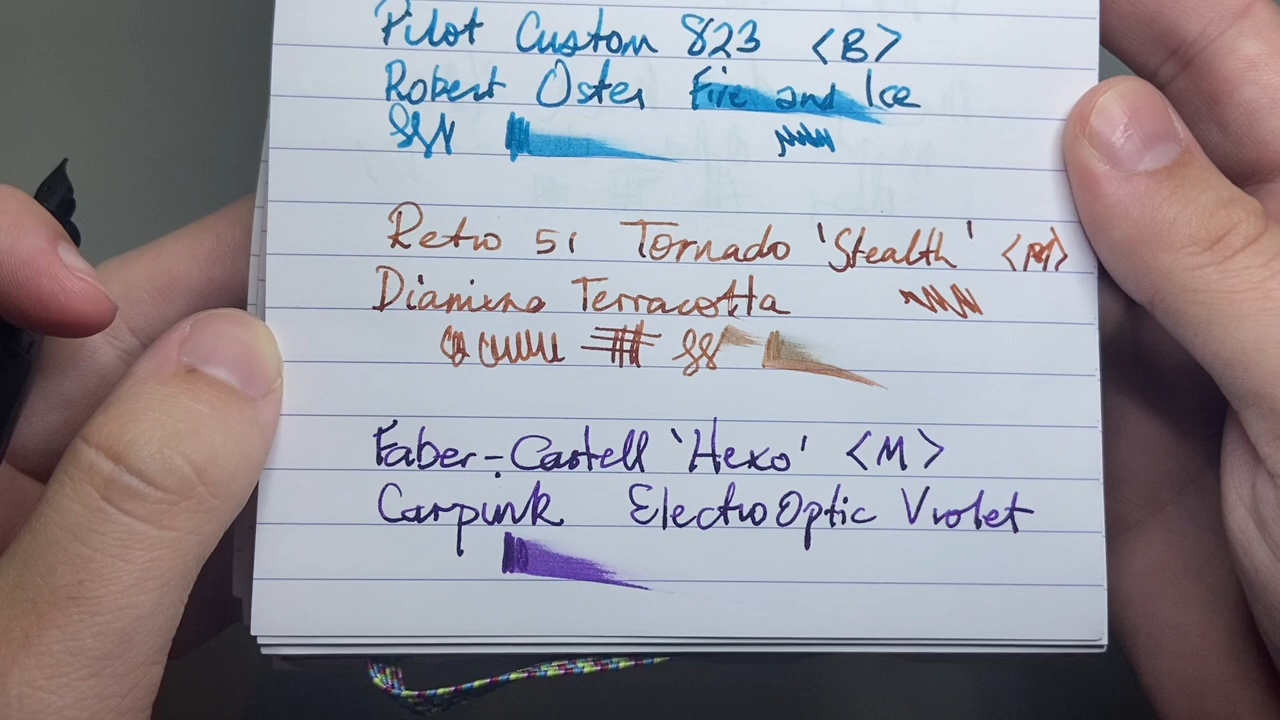 Pilot Custom 823 <B>
Robert Oster Fire and Ice
Retro 51 Tornado 'Stealth' <M>
Diamine Terracotta
Faber-Castell 'Hexo' <M>
Carpink ElectroOptic Violet